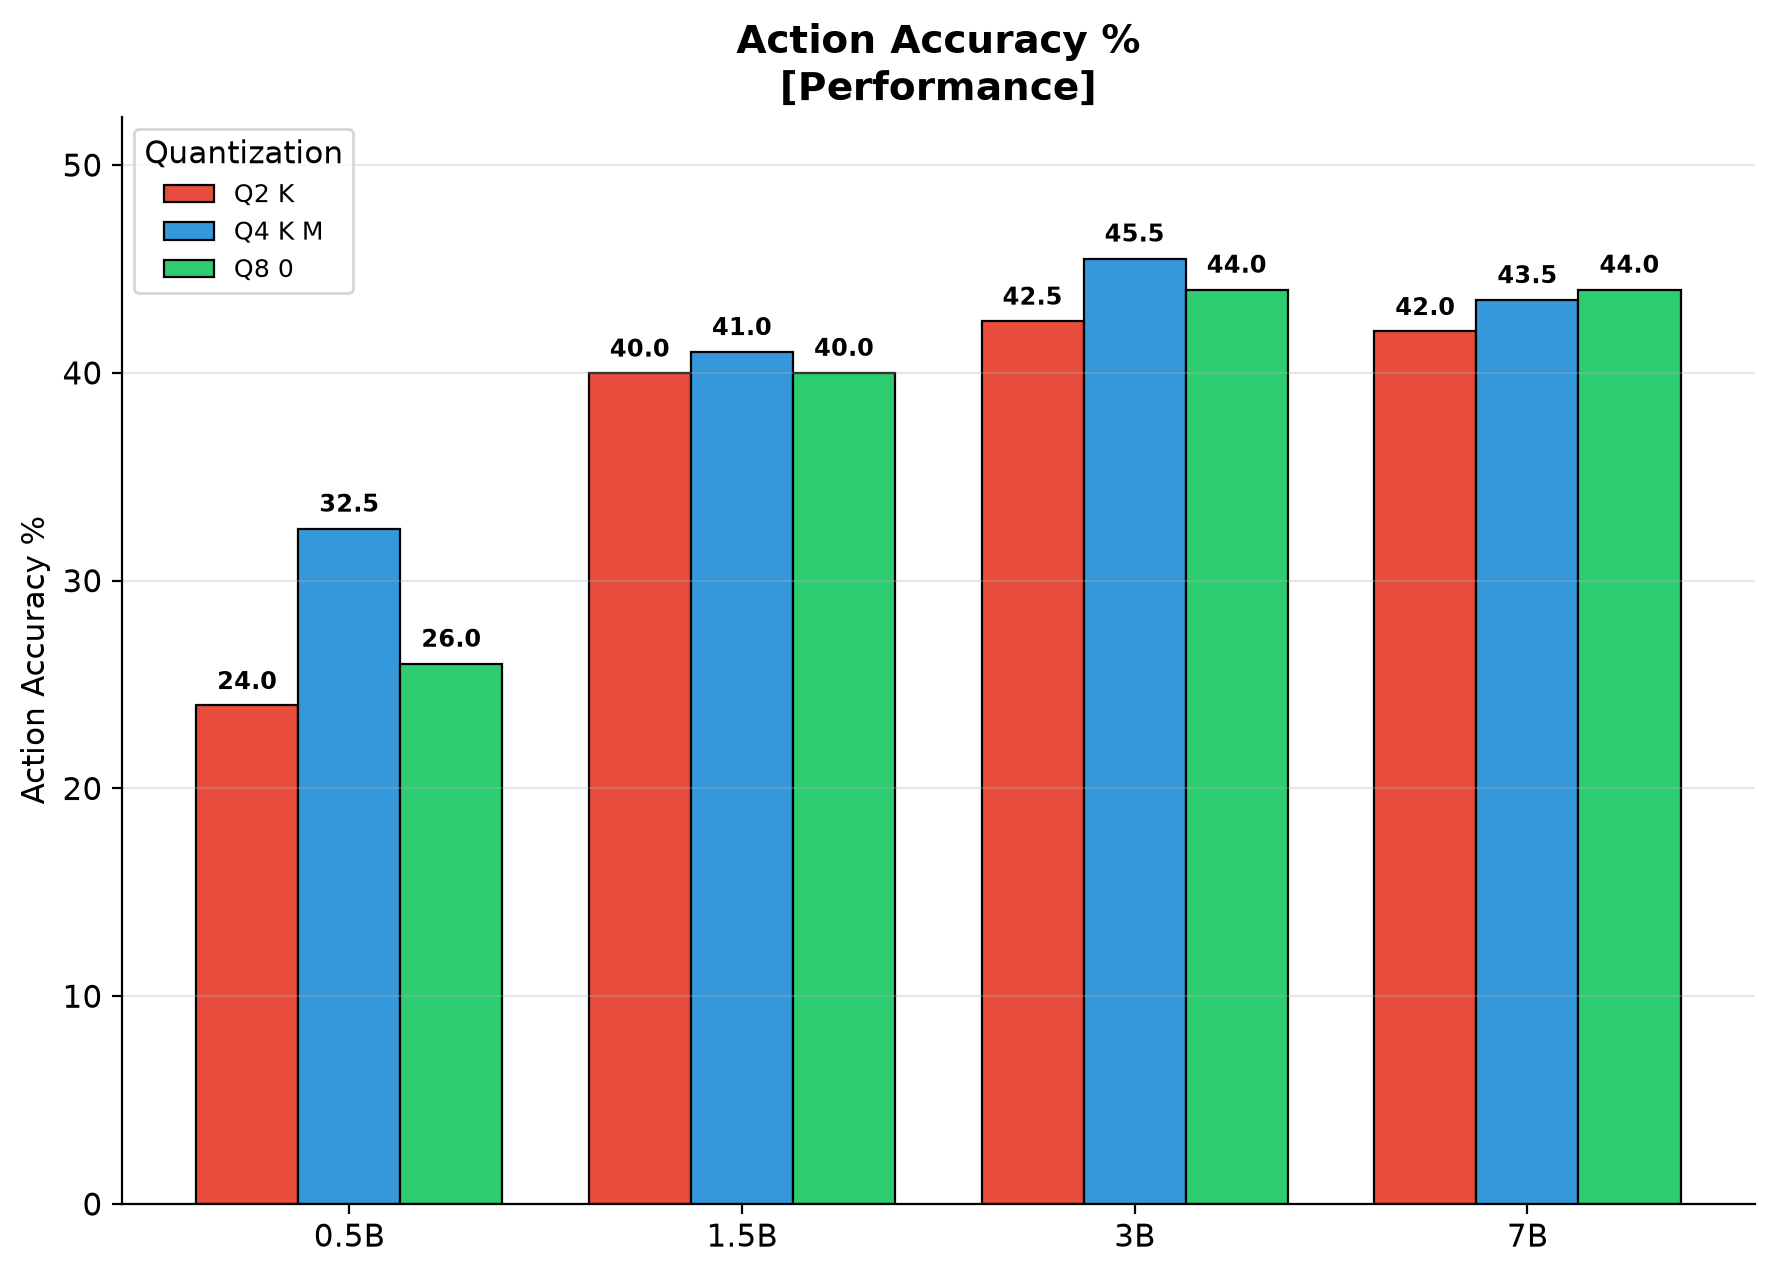 Action Accuracy %
[Performance]
Quantization
Q2 K
Q4 K M
Q8 0
Action Accuracy %
50
40
30
20
10
0
24.0
32.5
26.0
40.0
41.0
40.0
42.5
45.5
44.0
42.0
43.5
44.0
0.5B
1.5B
3B
7B